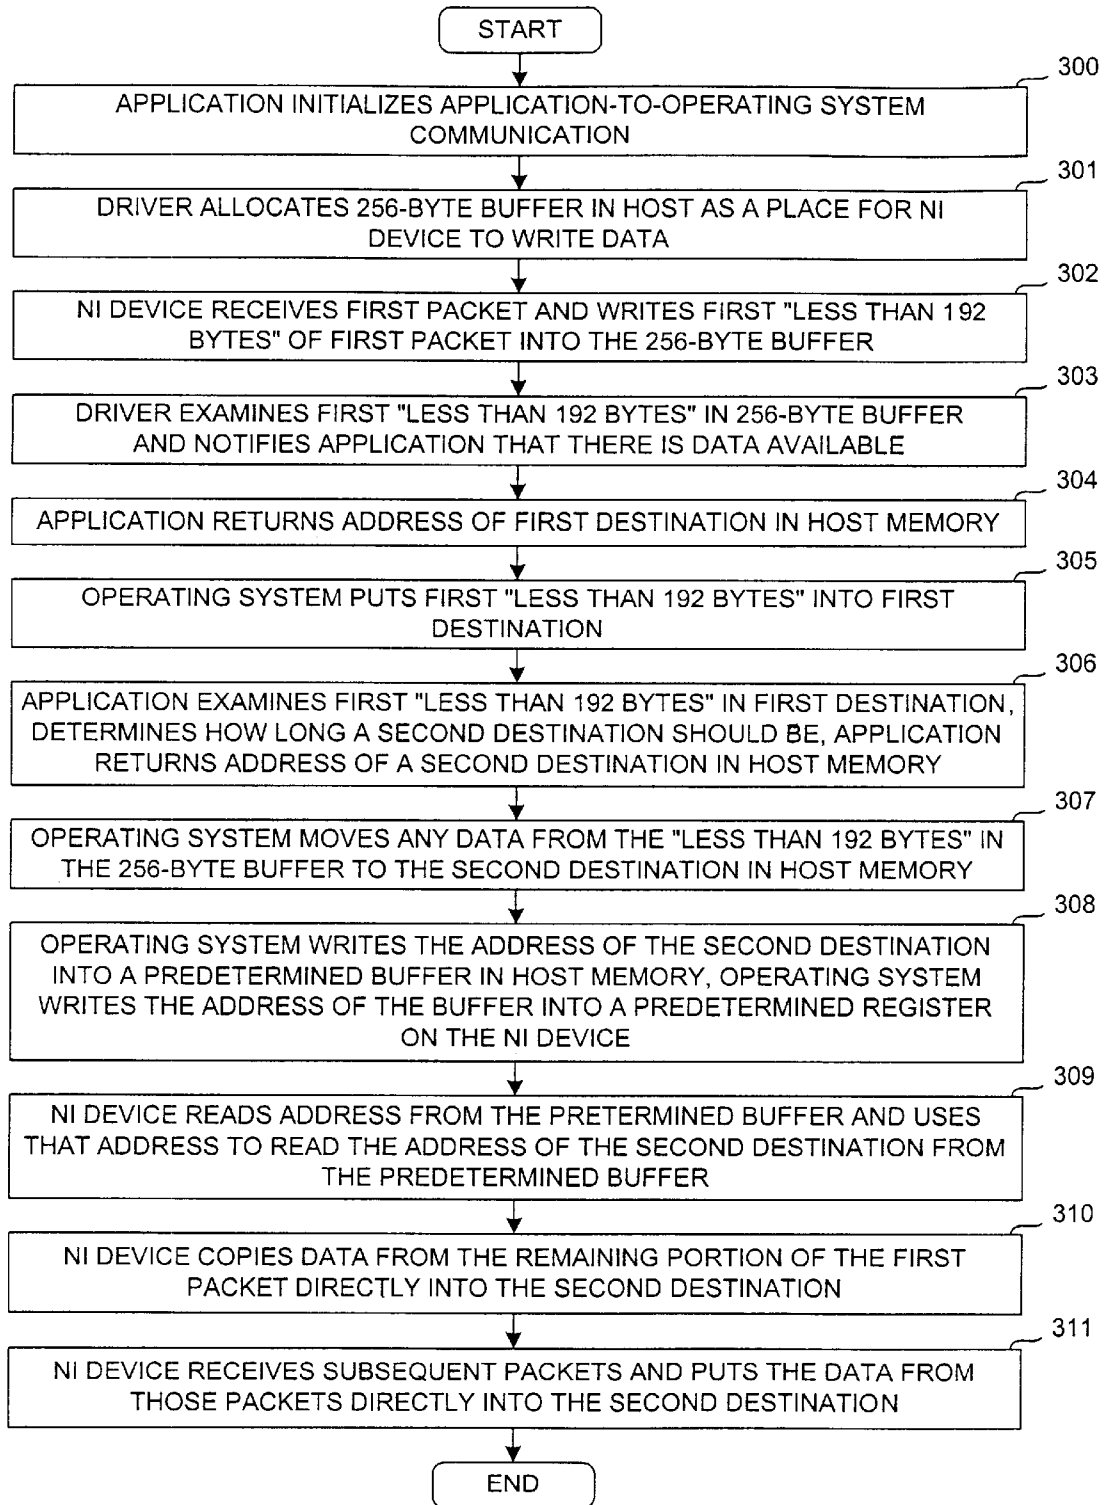 START
300
APPLICATION INITIALIZES APPLICATION-TO-OPERATING SYSTEM
COMMUNICATION
301
DRIVER ALLOCATES 256-BYTE BUFFER IN HOST AS A PLACE FOR NI
DEVICE TO WRITE DATA
302
NI DEVICE RECEIVES FIRST PACKET AND WRITES FIRST "LESS THAN 192
BYTES" OF FIRST PACKET INTO THE 256-BYTE BUFFER
303
DRIVER EXAMINES FIRST "LESS THAN 192 BYTES" IN 256-BYTE BUFFER
AND NOTIFIES APPLICATION THAT THERE IS DATA AVAILABLE
304
APPLICATION RETURNS ADDRESS OF FIRST DESTINATION IN HOST MEMORY
305
OPERATING SYSTEM PUTS FIRST "LESS THAN 192 BYTES" INTO FIRST
DESTINATION
306
APPLICATION EXAMINES FIRST "LESS THAN 192 BYTES" IN FIRST DESTINATION,
DETERMINES HOW LONG A SECOND DESTINATION SHOULD BE, APPLICATION
RETURNS ADDRESS OF A SECOND DESTINATION IN HOST MEMORY
307
OPERATING SYSTEM MOVES ANY DATA FROM THE "LESS THAN 192 BYTES" IN
THE 256-BYTE BUFFER TO THE SECOND DESTINATION IN HOST MEMORY
308
OPERATING SYSTEM WRITES THE ADDRESS OF THE SECOND DESTINATION
INTO A PREDETERMINED BUFFER IN HOST MEMORY, OPERATING SYSTEM
WRITES THE ADDRESS OF THE BUFFER INTO A PREDETERMINED REGISTER
ON THE NI DEVICE
309
NI DEVICE READS ADDRESS FROM THE PRETERMINED BUFFER AND USES
THAT ADDRESS TO READ THE ADDRESS OF THE SECOND DESTINATION FROM
THE PREDETERMINED BUFFER
310
NI DEVICE COPIES DATA FROM THE REMAINING PORTION OF THE FIRST
PACKET DIRECTLY INTO THE SECOND DESTINATION
311
NI DEVICE RECEIVES SUBSEQUENT PACKETS AND PUTS THE DATA FROM
THOSE PACKETS DIRECTLY INTO THE SECOND DESTINATION
END